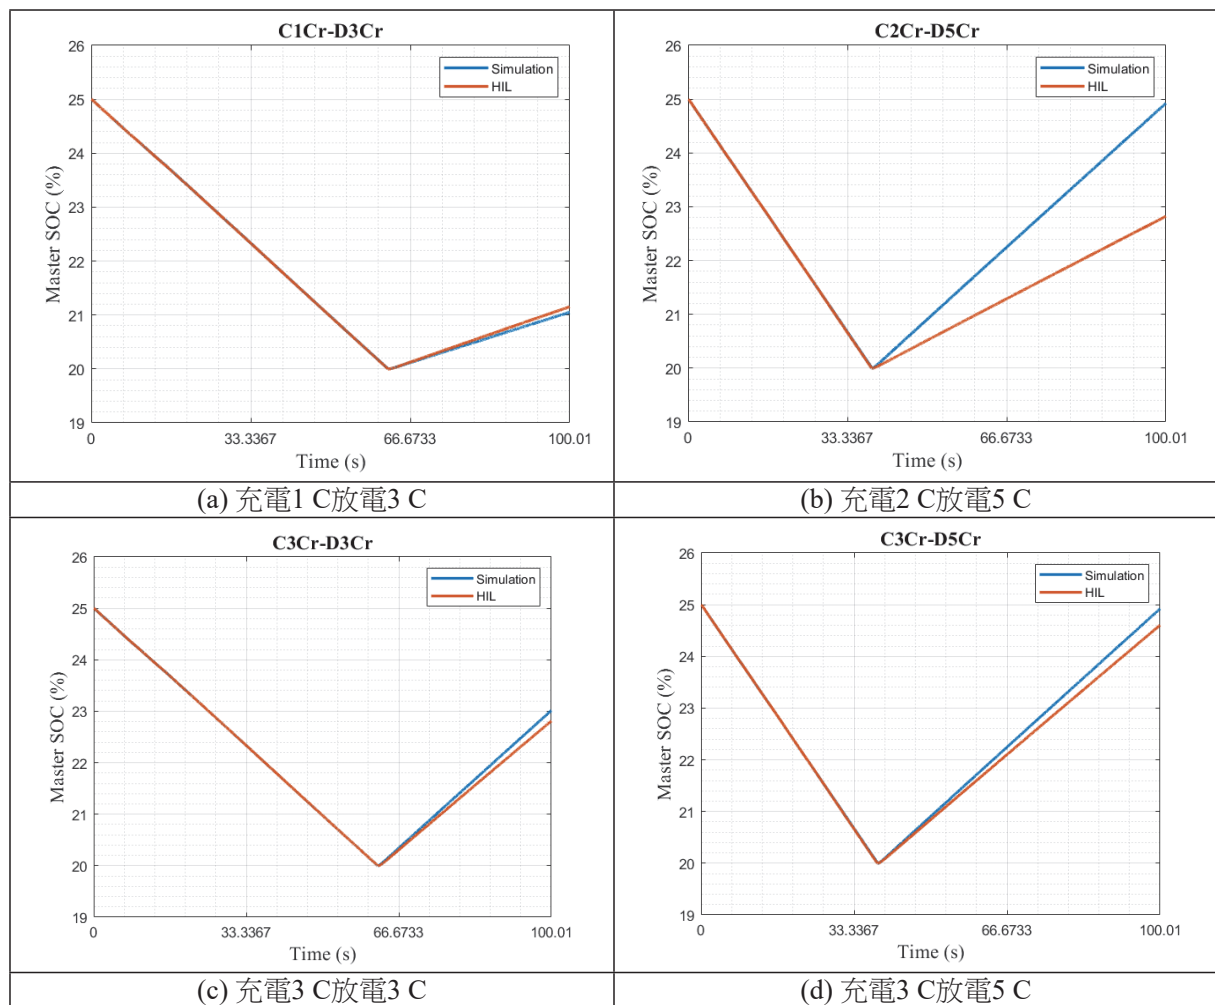 C1Cr-D3Cr
26
25
24
23
22
21
20
19
Master SOC (%)
Simulation
HIL
0
33.3367
66.6733
100.01
Time (s)
(a) 充電1 C放電3 C
C2Cr-D5Cr
26
25
24
23
22
21
20
19
Master SOC (%)
Simulation
HIL
0
33.3367
66.6733
100.01
Time (s)
(b) 充電2 C放電5 C
C3Cr-D3Cr
26
25
24
23
22
21
20
19
Master SOC (%)
Simulation
HIL
0
33.3367
66.6733
100.01
Time (s)
(c) 充電3 C放電3 C
C3Cr-D5Cr
26
25
24
23
22
21
20
19
Master SOC (%)
Simulation
HIL
0
33.3367
66.6733
100.01
Time (s)
(d) 充電3 C放電5 C